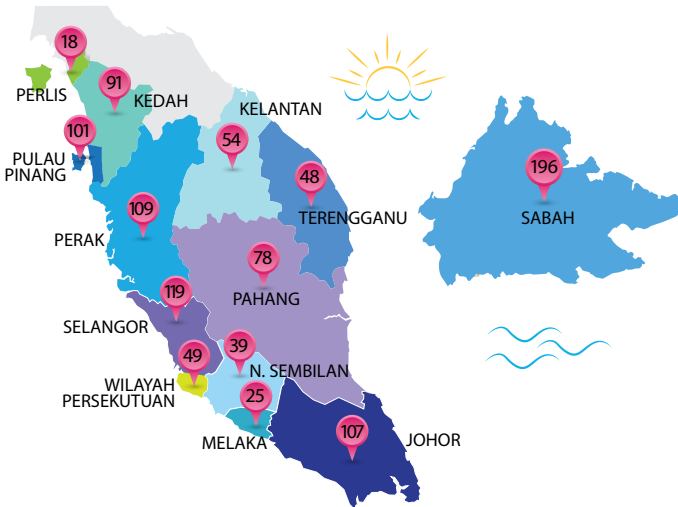 18
PERLIS
91
KEDAH
101
PULAU
PINANG
KELANTAN
54
48
TERENGGANU
109
PERAK
78
PAHANG
119
SELANGOR
49
WILAYAH
PERSEKUTUAN
39
N. SEMBILAN
25
MELAKA
107
JOHOR
196
SABAH